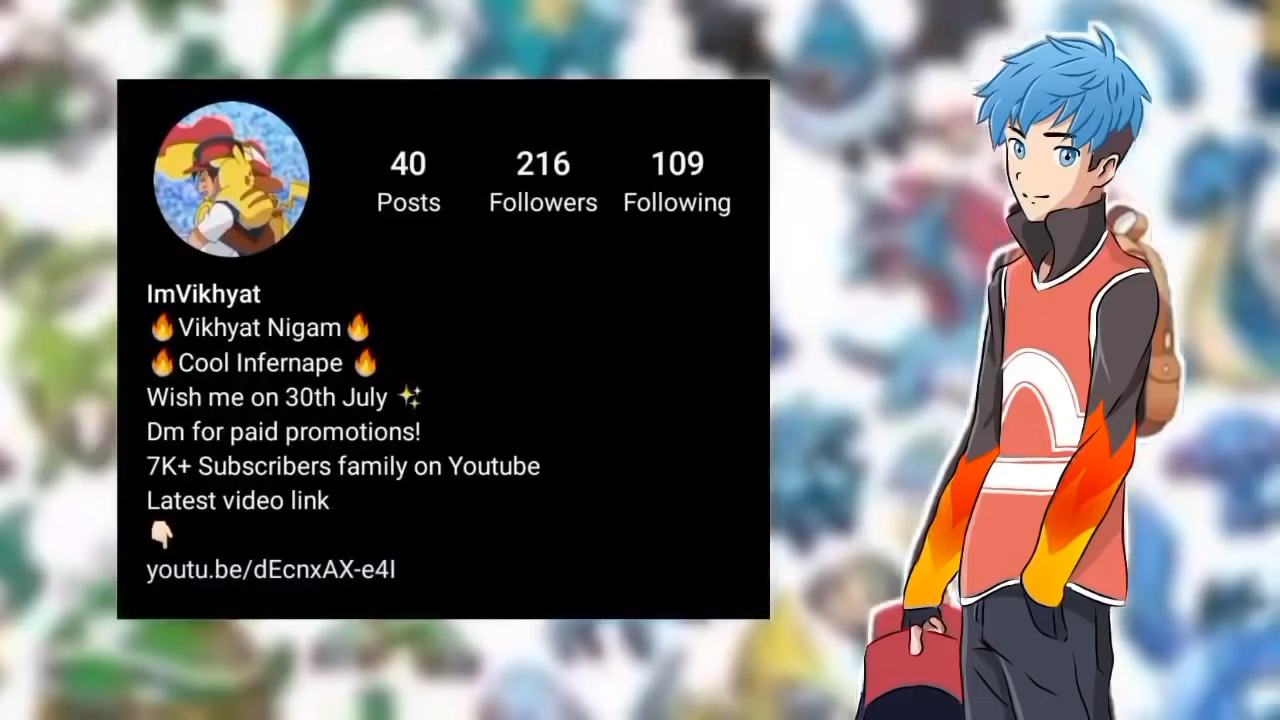 40 216 109
Posts Followers Following
ImVikhyat
🔥Vikhyat Nigam🔥
🔥Cool Infernape 🔥
Wish me on 30th July ✨
Dm for paid promotions!
7K+ Subscribers family on Youtube
Latest video link
👇🏻
youtu.be/dEcnxAX-e4I